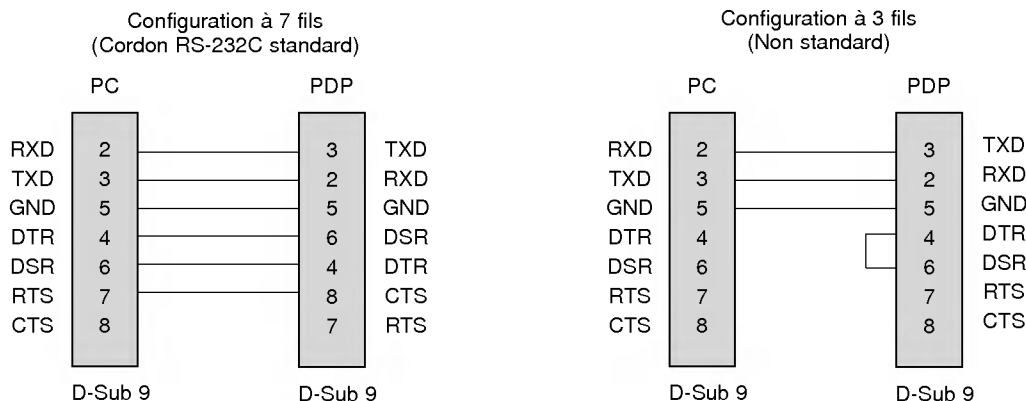 Configuration à 7 fils
(Cordon RS-232C standard)
PC PDP
RXD 2 3 TXD
TXD 3 2 RXD
GND 5 5 GND
DTR 4 6 DSR
DSR 6 4 DTR
RTS 7 8 CTS
CTS 8 7 RTS
D-Sub 9 D-Sub 9
Configuration à 3 fils
(Non standard)
PC PDP
RXD 2 3 TXD
TXD 3 2 RXD
GND 5 5 GND
DTR 4 4 DTR
DSR 6 6 DSR
RTS 7 7 RTS
CTS 8 8 CTS
D-Sub 9 D-Sub 9